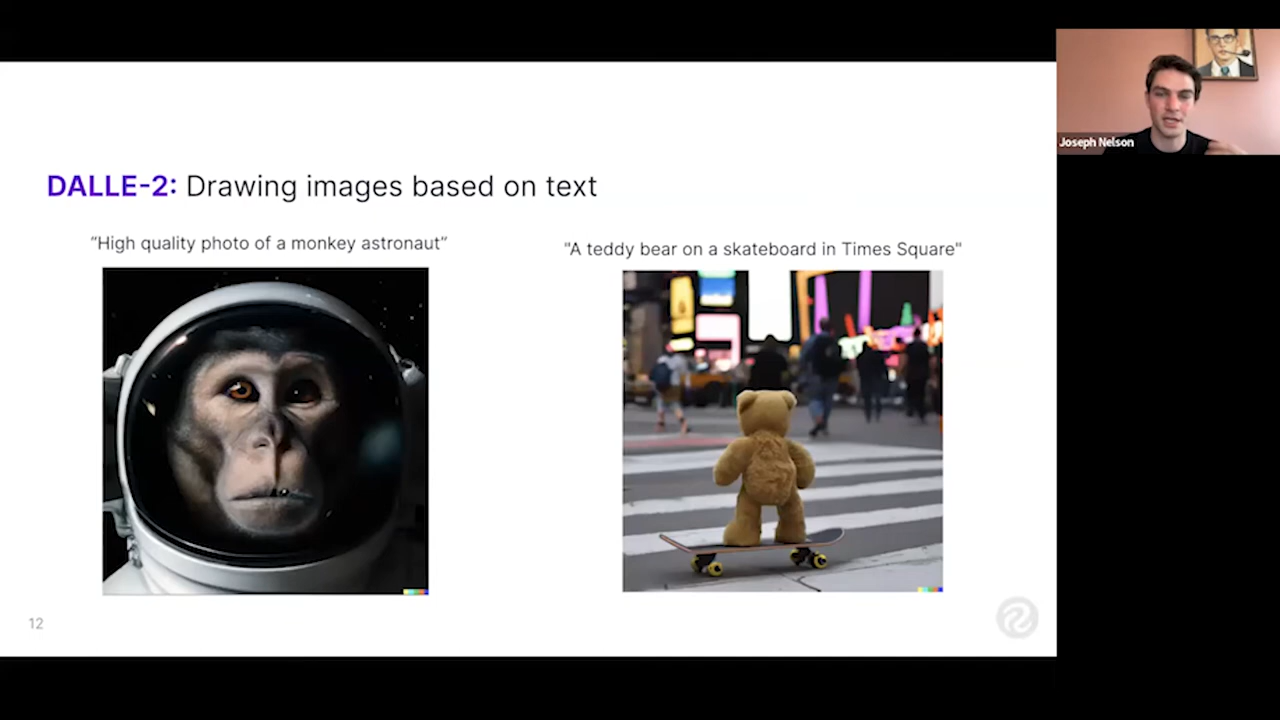 DALLE-2: Drawing images based on text
“High quality photo of a monkey astronaut”
"A teddy bear on a skateboard in Times Square"
12
Joseph Nelson